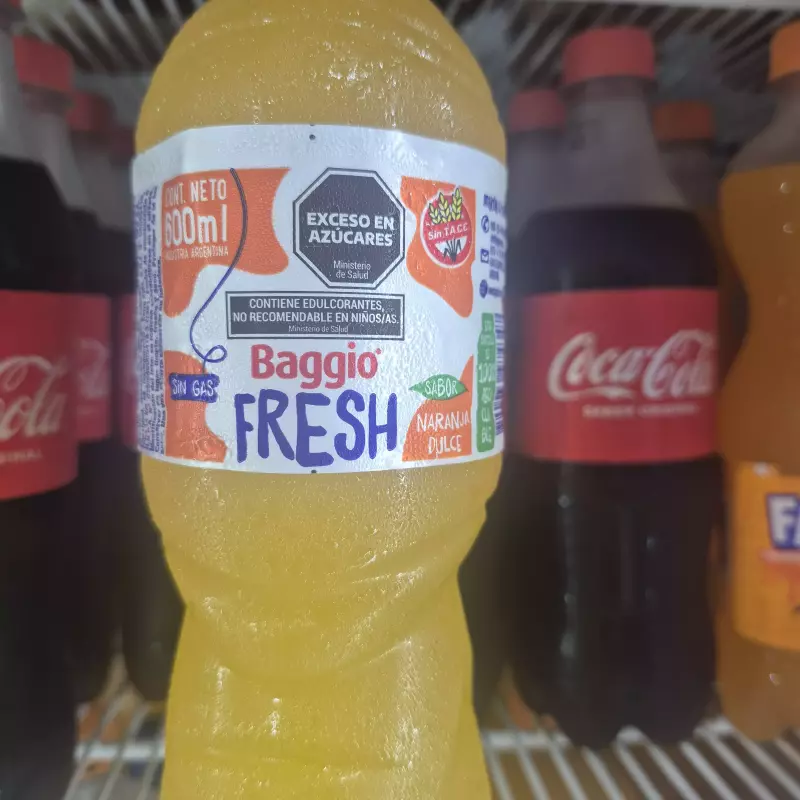 CONT. NETO
600ml
INDUSTRIA ARGENTINA
EXCESO EN
AZÚCARES
Ministerio
de Salud
Sin T.A.C.C.
CONTIENE EDULCORANTES,
NO RECOMENDABLE EN NIÑOS/AS.
Ministerio de Salud
Baggio
SIN GAS
FRESH
SABOR
NARANJA
DULCE
Coca-Cola